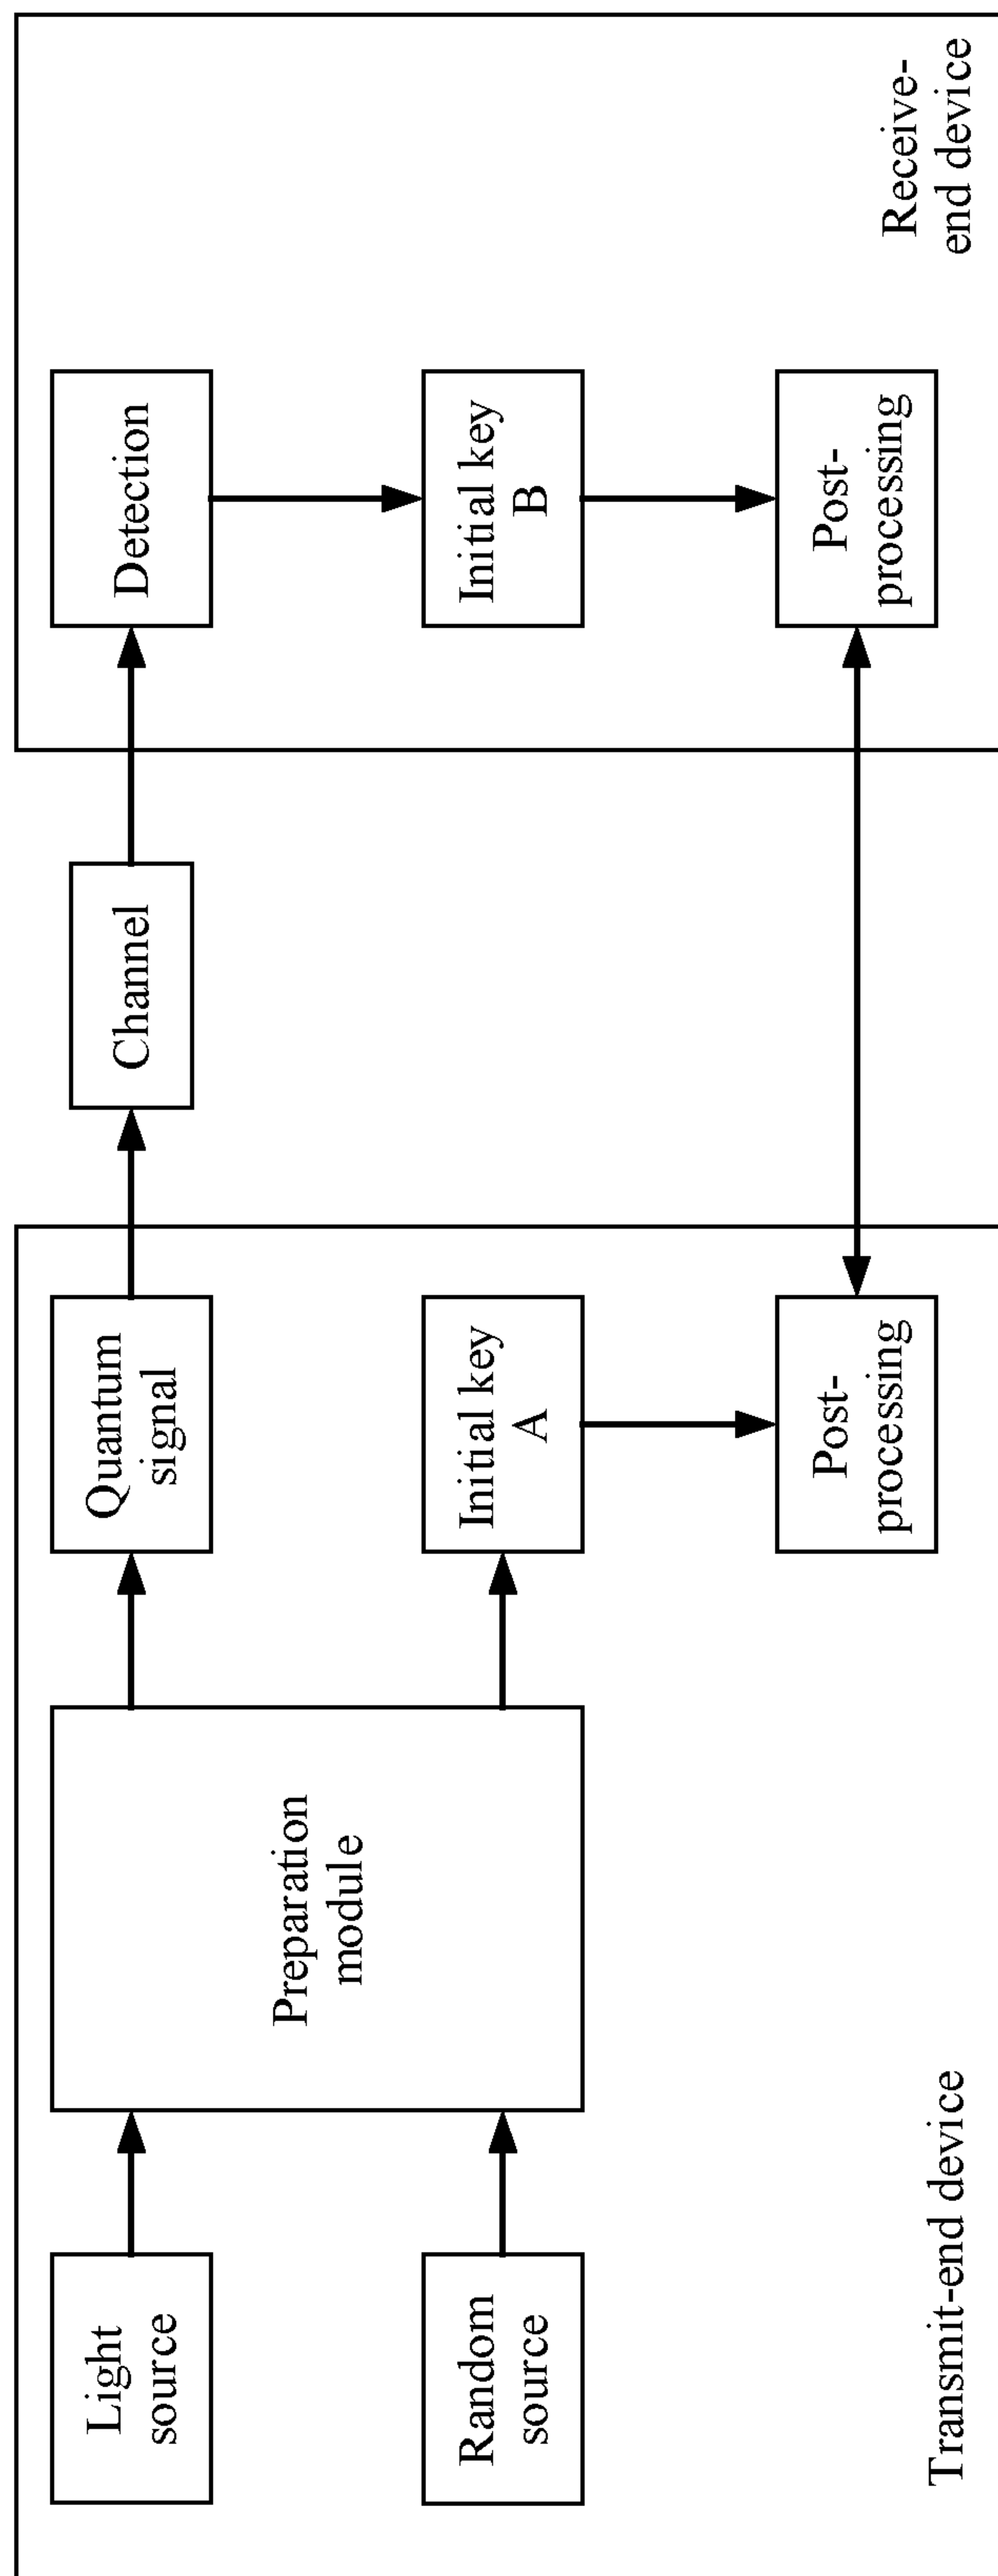 Light
source
Random
source
Preparation
module
Quantum
signal
Initial key
A
Post-
processing
Transmit-end device
Channel
Detection
Initial key
B
Post-
processing
Receive-
end device